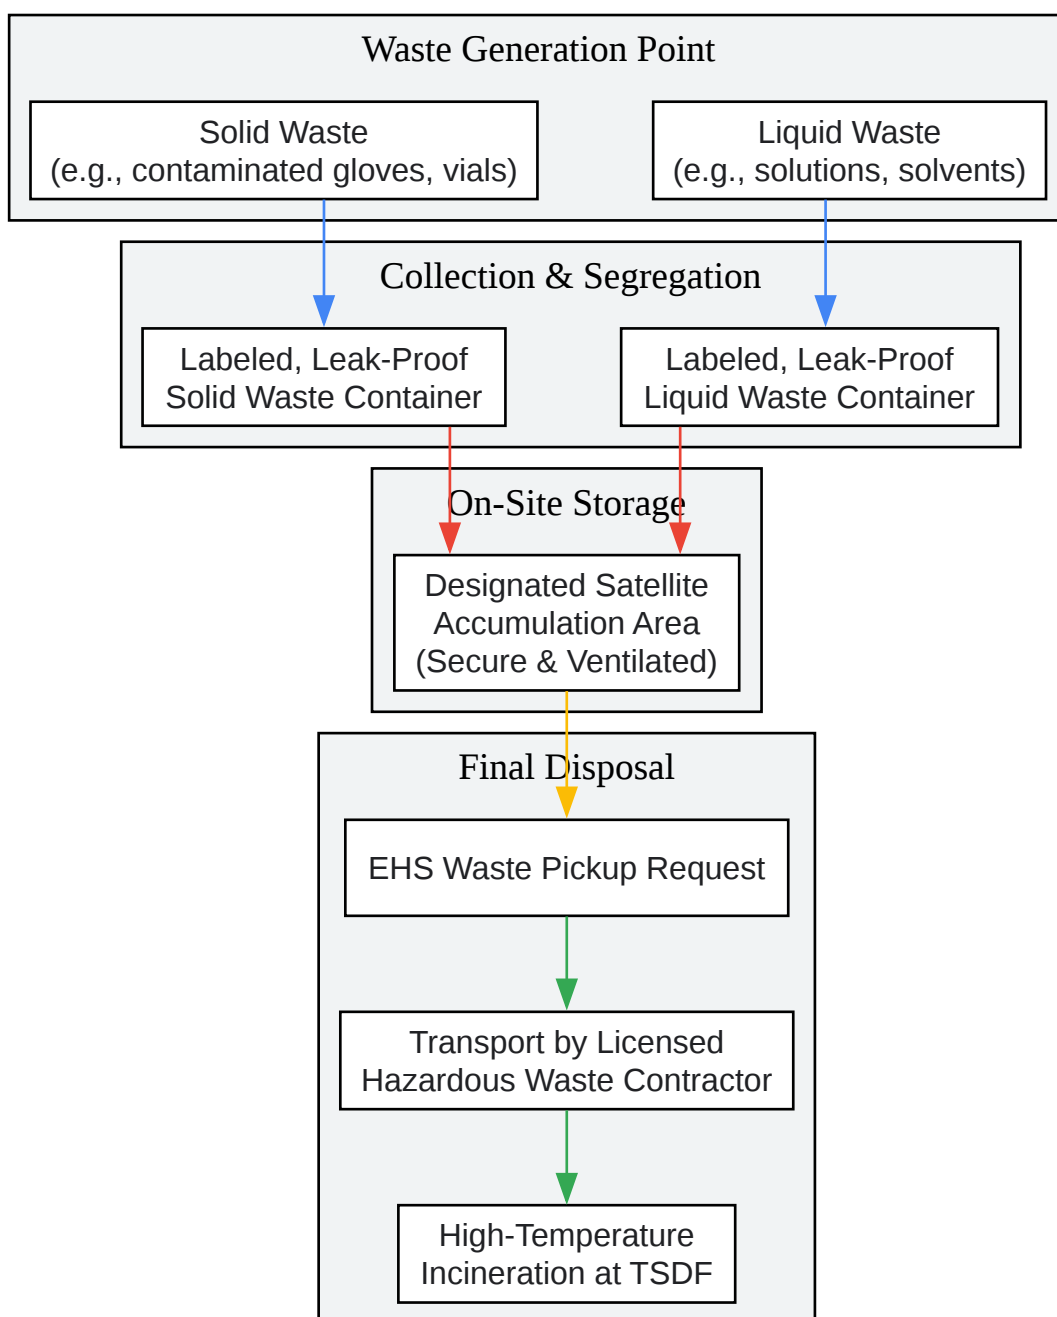 Waste Generation Point
Solid Waste
(e.g., contaminated gloves, vials)
Liquid Waste
(e.g., solutions, solvents)
Collection & Segregation
Labeled, Leak-Proof
Solid Waste Container
Labeled, Leak-Proof
Liquid Waste Container
On-Site Storage
Designated Satellite
Accumulation Area
(Secure & Ventilated)
Final Disposal
EHS Waste Pickup Request
Transport by Licensed
Hazardous Waste Contractor
High-Temperature
Incineration at TSDF